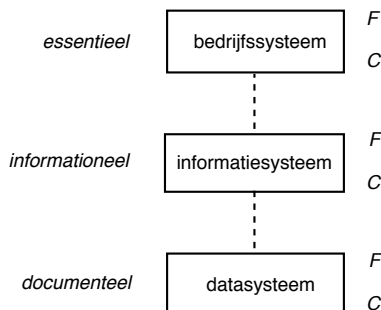 F
essentieel bedrijfssysteem
C
F
informationeel informatiesysteem
C
F
documenteel datasysteem
C